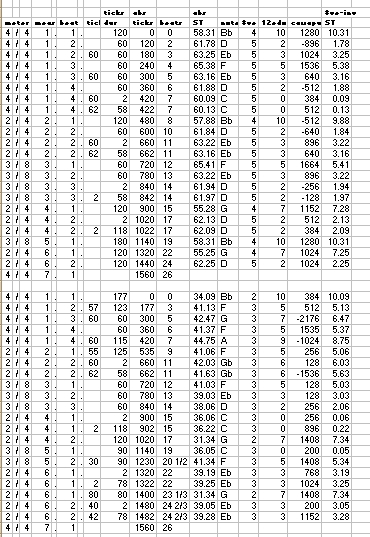 ticks abs abs 8ve-inv
meter meas beat tick dur ticks beats ST note 8ve 12edo cawapu ST
4 / 4 1 . 1 . 120 0 0 58.31 Bb 4 10 1280 10.31
4 / 4 1 . 2 . 60 120 2 61.78 D 5 2 -896 1.78
4 / 4 1 . 2 . 60 60 180 3 63.25 Eb 5 3 1024 3.25
4 / 4 1 . 3 . 60 240 4 65.38 F 5 5 1536 5.38
4 / 4 1 . 3 . 60 60 300 5 63.16 Eb 5 3 640 3.16
4 / 4 1 . 4 . 60 360 6 61.88 D 5 2 -512 1.88
4 / 4 1 . 4 . 60 2 420 7 60.09 C 5 0 384 0.09
4 / 4 1 . 4 . 62 58 422 7 60.13 C 5 0 512 0.13
2 / 4 2 . 1 . 120 480 8 57.88 Bb 4 10 -512 9.88
2 / 4 2 . 2 . 60 600 10 61.84 D 5 2 -640 1.84
2 / 4 2 . 2 . 60 2 660 11 63.22 Eb 5 3 896 3.22
2 / 4 2 . 2 . 62 58 662 11 63.16 Eb 5 3 640 3.16
3 / 8 3 . 1 . 60 720 12 65.41 F 5 5 1664 5.41
3 / 8 3 . 2 . 60 780 13 63.22 Eb 5 3 896 3.22
3 / 8 3 . 3 . 2 840 14 61.94 D 5 2 -256 1.94
3 / 8 3 . 3 . 2 58 842 14 61.97 D 5 2 -128 1.97
2 / 4 4 . 1 . 120 900 15 55.28 G 4 7 1152 7.28
2 / 4 4 . 2 . 2 1020 17 62.13 D 5 2 512 2.13
2 / 4 4 . 2 . 2 118 1022 17 62.09 D 5 2 384 2.09
3 / 8 5 . 1 . 180 1140 19 58.31 Bb 4 10 1280 10.31
2 / 4 6 . 1 . 120 1320 22 55.25 G 4 7 1024 7.25
2 / 4 6 . 2 . 120 1440 24 62.25 D 5 2 1024 2.25
4 / 4 7 . 1 1560 26
4 / 4 1 . 1 . 177 0 0 34.09 Bb 2 10 384 10.09
4 / 4 1 . 2 . 57 123 177 3 41.13 F 3 5 512 5.13
4 / 4 1 . 3 . 60 60 300 5 42.47 G 3 7 -2176 6.47
4 / 4 1 . 4 . 60 360 6 41.37 F 3 5 1535 5.37
4 / 4 1 . 4 . 60 115 420 7 44.75 A 3 9 -1024 8.75
2 / 4 2 . 1 . 55 125 535 9 41.06 F 3 5 256 5.06
2 / 4 2 . 2 . 60 2 660 11 42.03 Gb 3 6 128 6.03
2 / 4 2 . 2 . 62 58 662 11 41.63 Gb 3 6 -1536 5.63
3 / 8 3 . 1 . 60 720 12 41.03 F 3 5 128 5.03
3 / 8 3 . 2 . 60 780 13 39.03 Eb 3 3 128 3.03
3 / 8 3 . 3 . 60 840 14 38.06 D 3 2 256 2.06
2 / 4 4 . 1 . 2 900 15 36.06 C 3 0 256 0.06
2 / 4 4 . 1 . 2 118 902 15 36.22 C 3 0 896 0.22
2 / 4 4 . 2 . 120 1020 17 31.34 G 2 7 1408 7.34
3 / 8 5 . 1 . 90 1140 19 36.05 C 3 0 200 0.05
3 / 8 5 . 2 . 30 90 1230 20 1/2 41.34 F 3 5 1408 5.34
2 / 4 6 . 1 . 2 1320 22 39.19 Eb 3 3 768 3.19
2 / 4 6 . 1 . 2 78 1322 22 39.25 Eb 3 3 1024 3.25
2 / 4 6 . 1 . 80 80 1400 23 1/3 31.34 G 2 7 1408 7.34
2 / 4 6 . 2 . 40 2 1480 24 2/3 39.05 Eb 3 3 200 3.05
2 / 4 6 . 2 . 42 78 1482 24 2/3 39.28 Eb 3 3 1152 3.28
4 / 4 7 . 1 1560 26